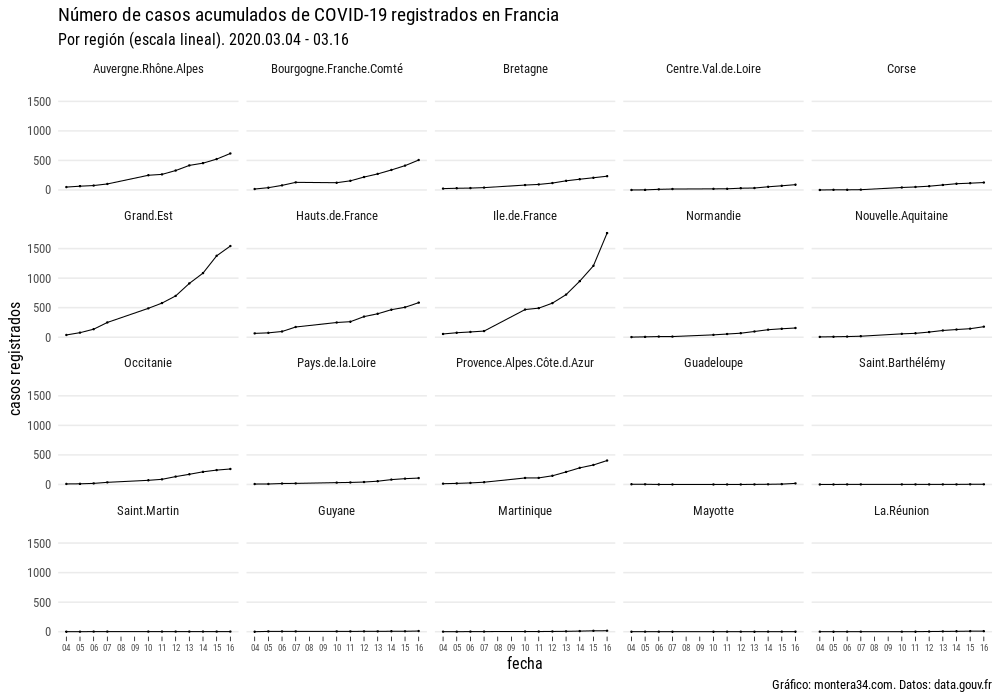 Número de casos acumulados de COVID-19 registrados en Francia
Por región (escala lineal). 2020.03.04 - 03.16
Auvergne.Rhône.Alpes Bourgogne.Franche.Comté Bretagne Centre.Val.de.Loire Corse
1500
1000
500
0
Grand.Est Hauts.de.France Ile.de.France Normandie Nouvelle.Aquitaine
1500
1000
500
0
casos registrados
Occitanie Pays.de.la.Loire Provence.Alpes.Côte.d.Azur Guadeloupe Saint.Barthélémy
1500
1000
500
0
Saint.Martin Guyane Martinique Mayotte La.Réunion
1500
1000
500
0
04 05 06 07 08 09 10 11 12 13 14 15 16 04 05 06 07 08 09 10 11 12 13 14 15 16 04 05 06 07 08 09 10 11 12 13 14 15 16 04 05 06 07 08 09 10 11 12 13 14 15 16 04 05 06 07 08 09 10 11 12 13 14 15 16
fecha
Gráfico: montera34.com. Datos: data.gouv.fr